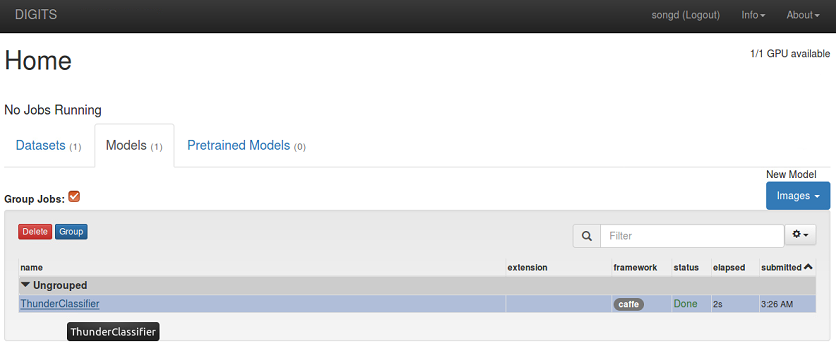 DIGITS songd (Logout) Info About
Home 1/1 GPU available
No Jobs Running
Datasets (1) Models (1) Pretrained Models (0)
New Model
Group Jobs: Images
Delete Group Filter
name extension framework status elapsed submitted
Ungrouped
ThunderClassifier caffe Done 2s 3:26 AM
ThunderClassifier